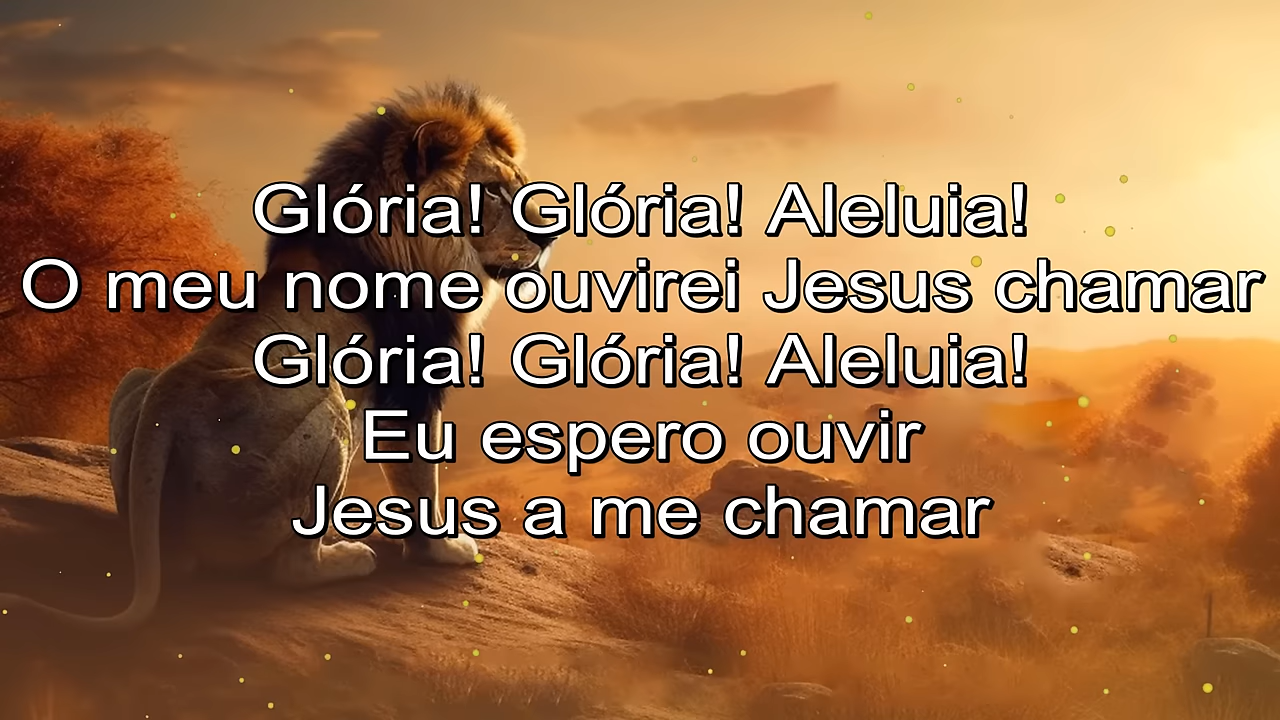 Glória! Glória! Aleluia!
O meu nome ouvirei Jesus chamar
Glória! Glória! Aleluia!
Eu espero ouvir
Jesus a me chamar